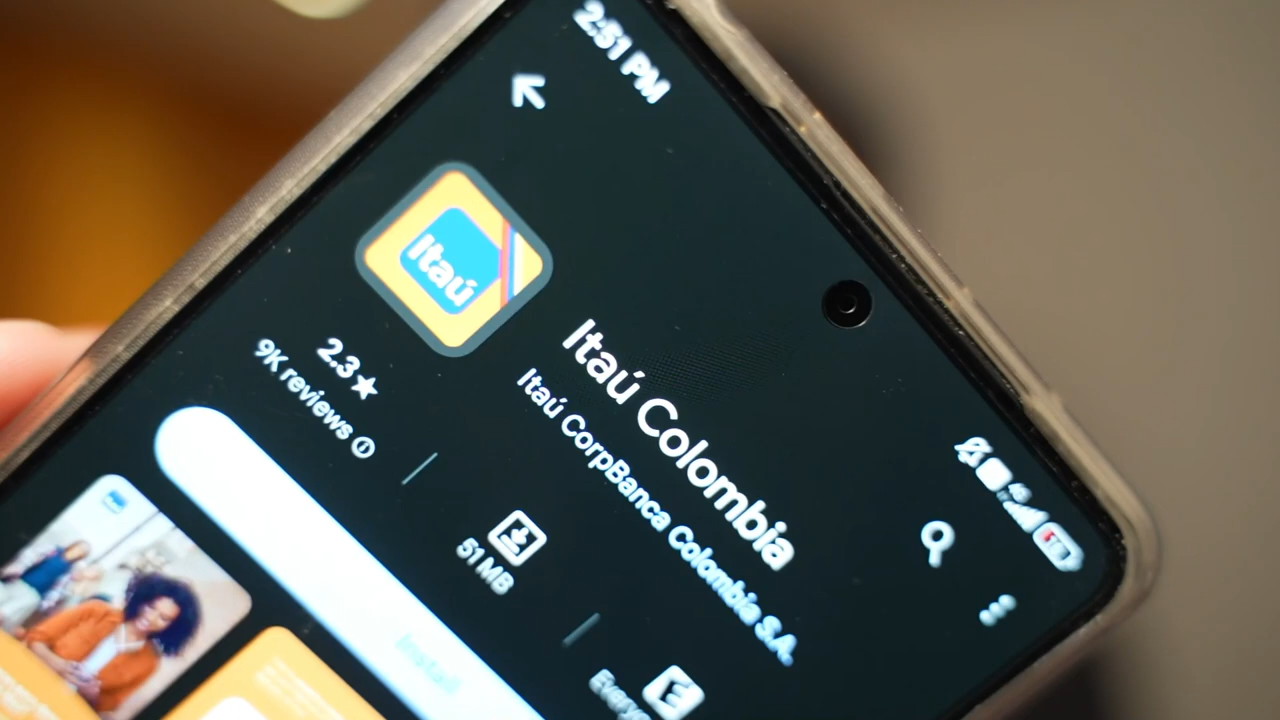 2:51 PM
Itaú
Itaú Colombia
Itaú CorpBanca Colombia S.A.
2.3★
9K reviews
51 MB
E
Install